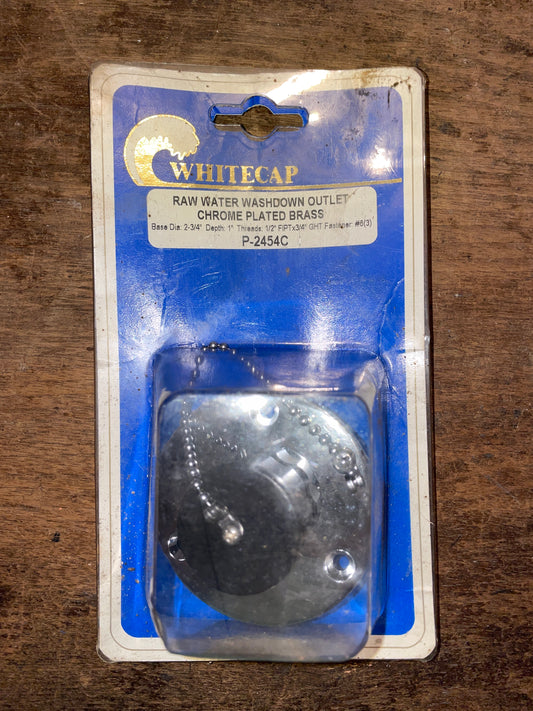 WHITECAP
RAW WATER WASHDOWN OUTLET
CHROME PLATED BRASS
Base Dia: 2-3/4" Depth: 1" Threads: 1/2" FIPTx3/4" GHT Fastener: #6(3)
P-2454C